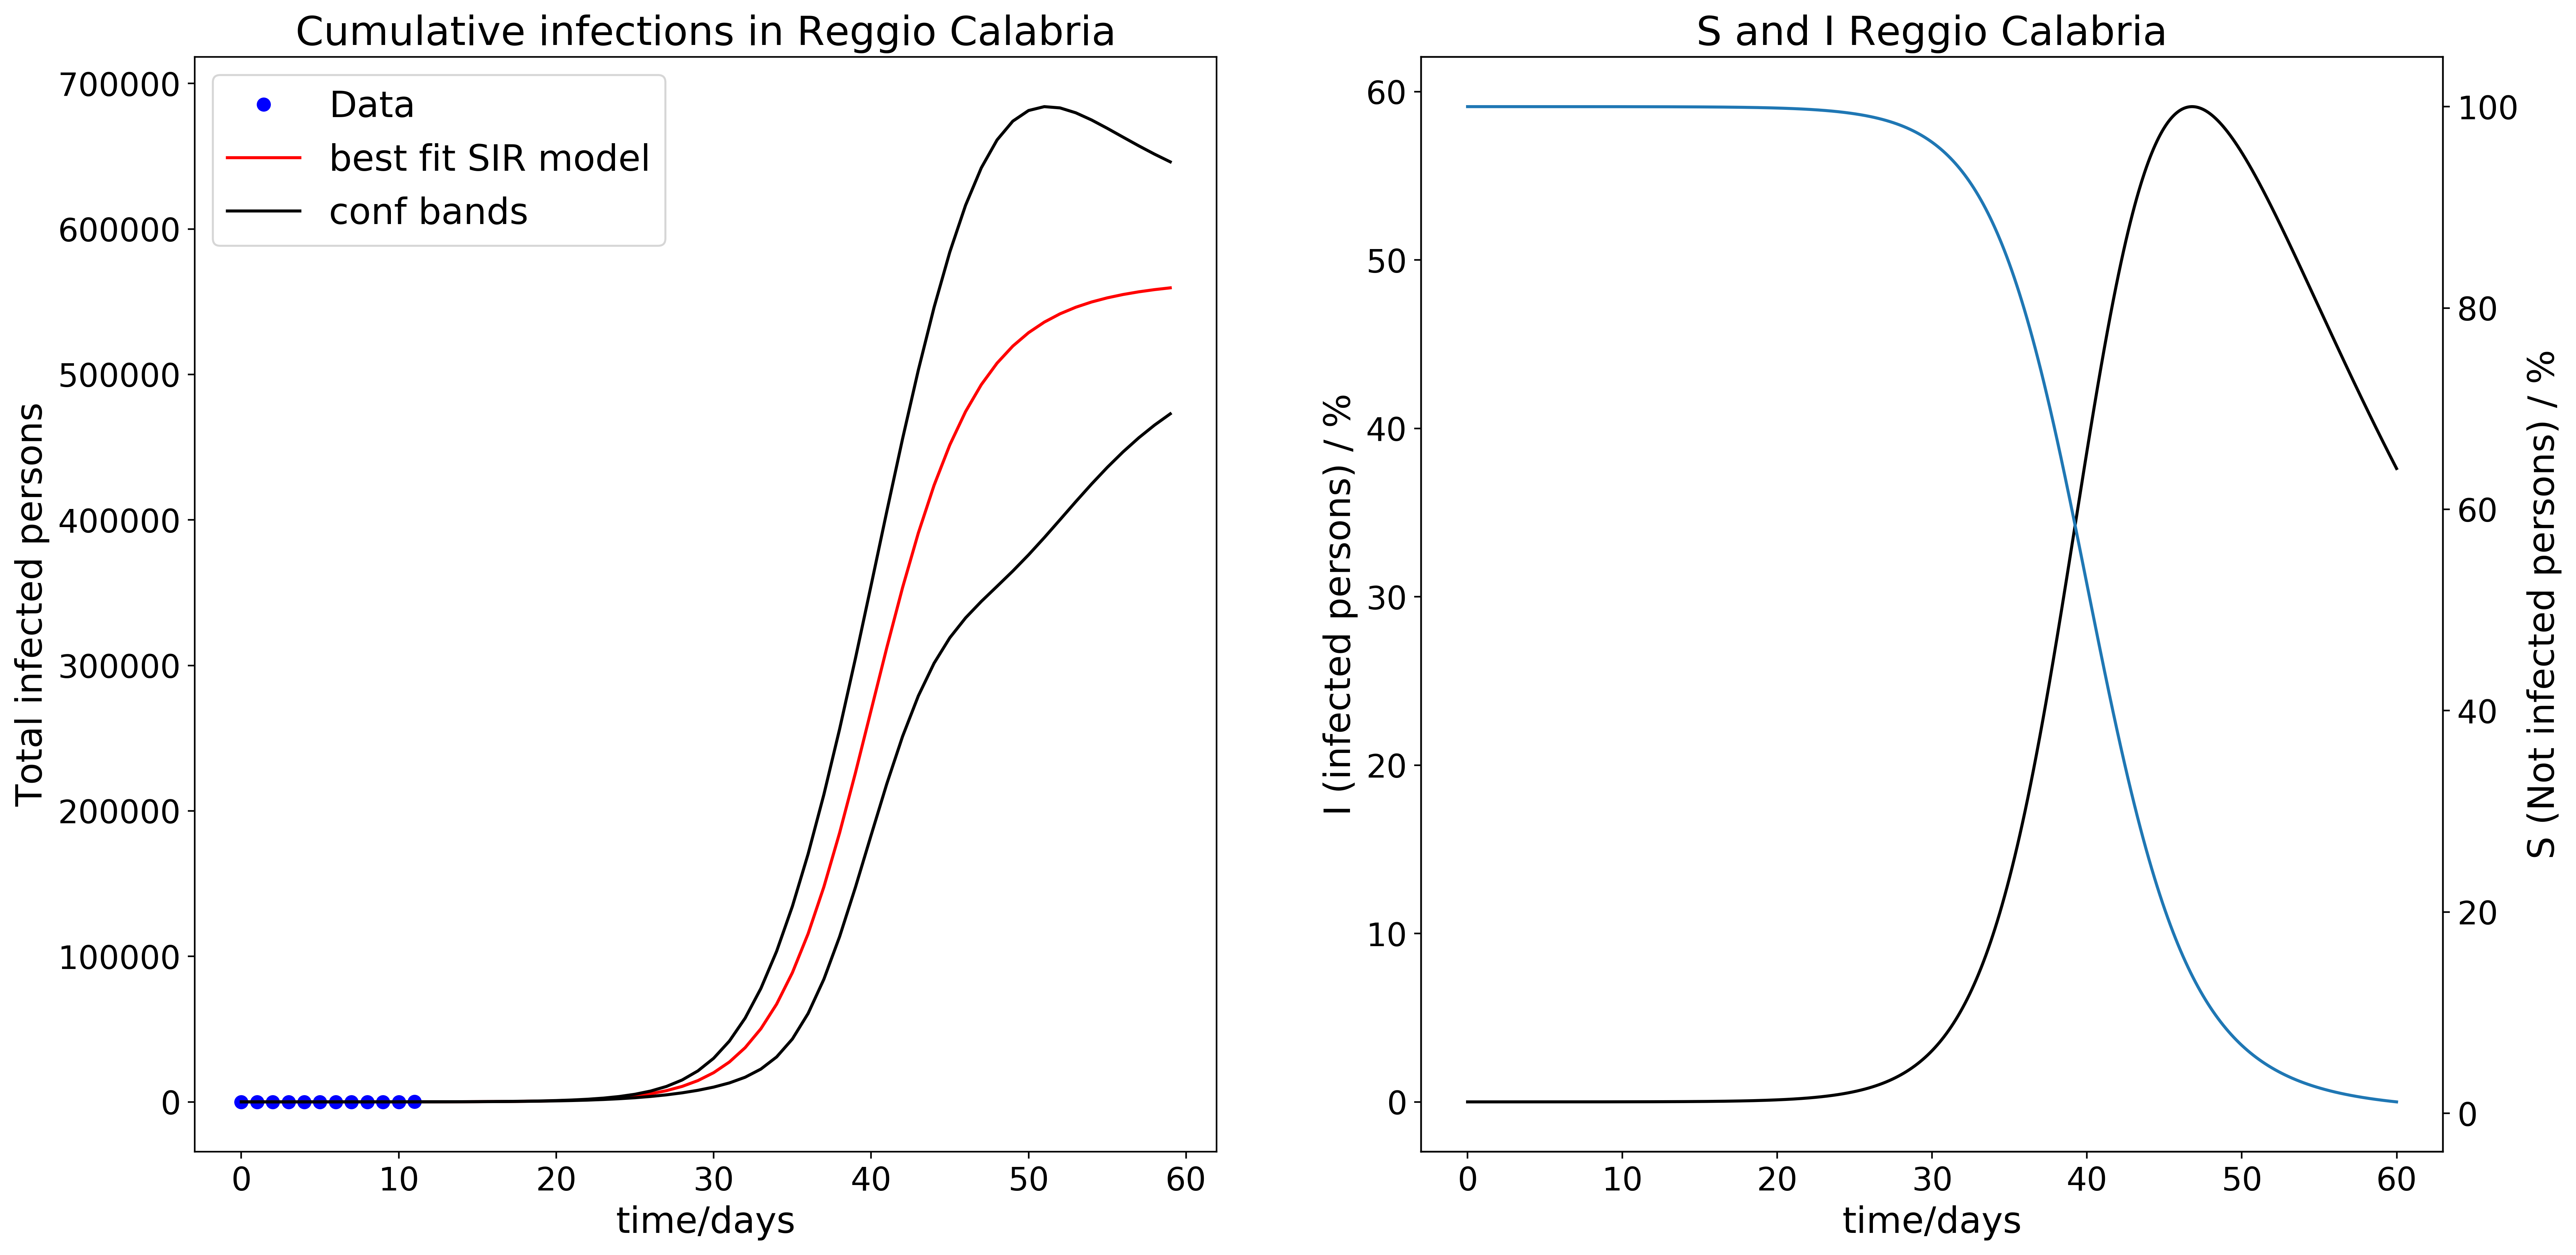 Cumulative infections in Reggio Calabria
700000
600000
500000
400000
300000
200000
100000
0
Total infected persons
Data
best fit SIR model
conf bands
0 10 20 30 40 50 60
time/days
S and I Reggio Calabria
60
50
40
30
20
10
0
I (infected persons) / %
100
80
60
40
20
0
S (Not infected persons) / %
0 10 20 30 40 50 60
time/days